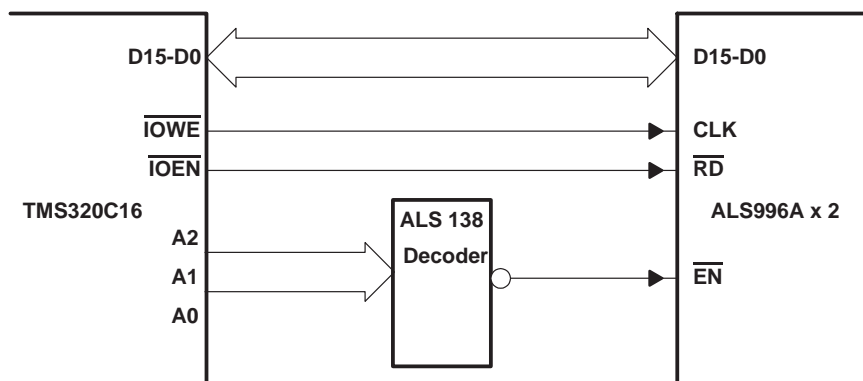 D15-D0
D15-D0
IOWE
CLK
IOEN
RD
TMS320C16
ALS 138
Decoder
ALS996A x 2
A2
A1
EN
A0